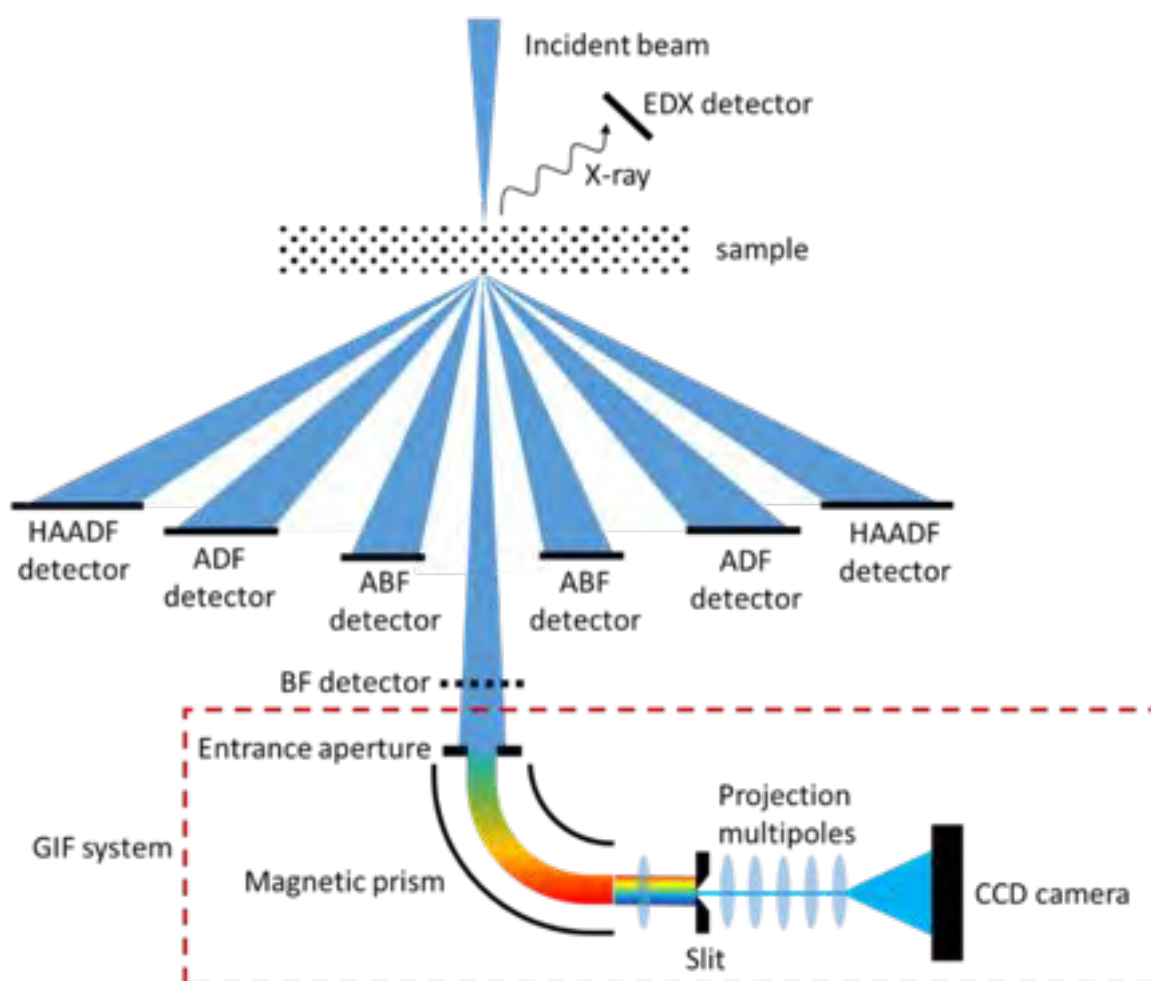 Incident beam
EDX detector
X-ray
sample
HAADF
detector
ADF
detector
ABF
detector
ABF
detector
ADF
detector
HAADF
detector
BF detector
Entrance aperture
Projection
multipoles
GIF system
Magnetic prism
CCD camera
Slit